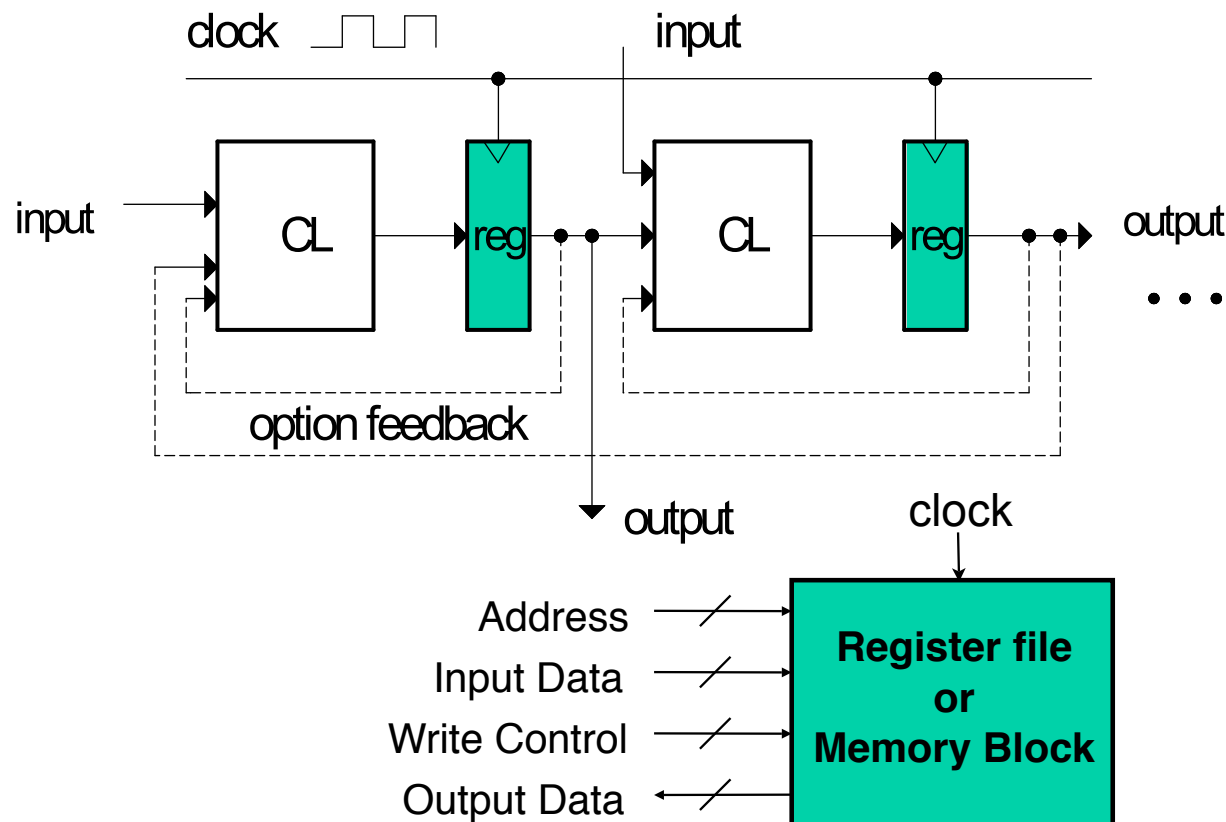 clock
input
input
CL
reg
CL
reg
output
option feedback
output
clock
Address
Input Data
Write Control
Output Data
Register file
or
Memory Block